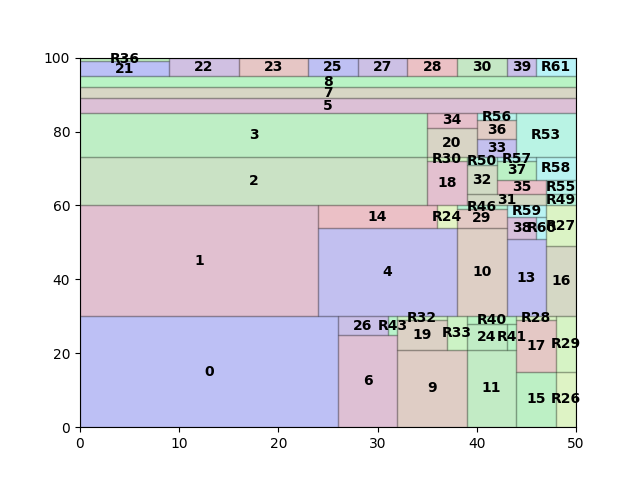 100
R36
21 22 23 25 27 28 30 39 R61
8
7
5
34 R56
36 R53
80
3 20 33
R30 R50 R57
37 R58
2 18 32 35 R55
31 R49
60
R46 R59
14 R24 29 38 R60 R27
1
4 10 13 16
40
R32 R40 R28
26 R43 19 R33 24 R41 17 R29
20
0 6 9 11 15 R26
0
0 10 20 30 40 50